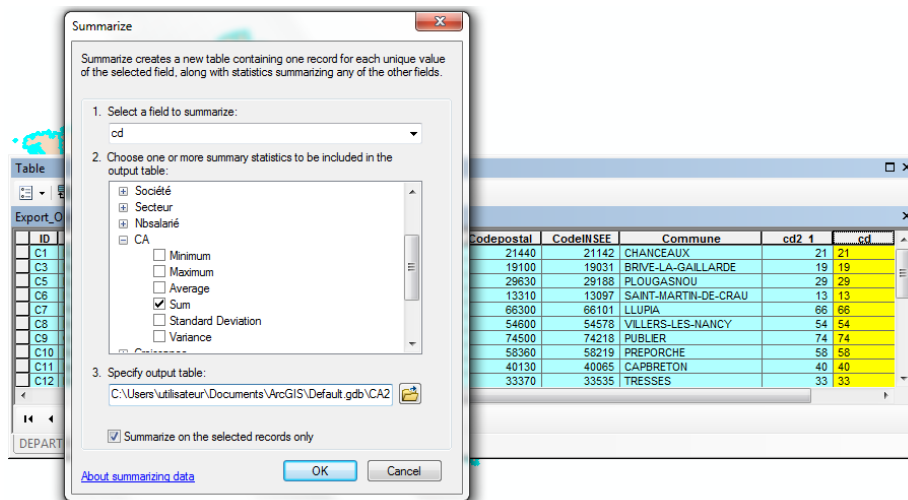 Summarize
Summarize creates a new table containing one record for each unique value
of the selected field, along with statistics summarizing any of the other fields.
1. Select a field to summarize:
cd
2. Choose one or more summary statistics to be included in the
output table:
Société
Secteur
Nbsalarié
CA
Minimum
Maximum
Average
Sum
Standard Deviation
Variance
3. Specify output table:
C:\Users\utilisateur\Documents\ArcGIS\Default.gdb\CA2
Summarize on the selected records only
About summarizing data
OK
Cancel
Table
Export_O
ID Codepostal CodeINSEE Commune cd2_1 cd
C1 21440 21142 CHANCEAUX 21 21
C3 19100 19031 BRIVE-LA-GAILLARDE 19 19
C5 29630 29188 PLOUGASNOU 29 29
C6 13310 13097 SAINT-MARTIN-DE-CRAU 13 13
C7 66300 66101 LLUPIA 66 66
C8 54600 54578 VILLERS-LES-NANCY 54 54
C9 74500 74218 PUBLIER 74 74
C10 58360 58219 PREPORCHE 58 58
C11 40130 40065 CAPBRETON 40 40
C12 33370 33535 TRESSES 33 33
DEPART